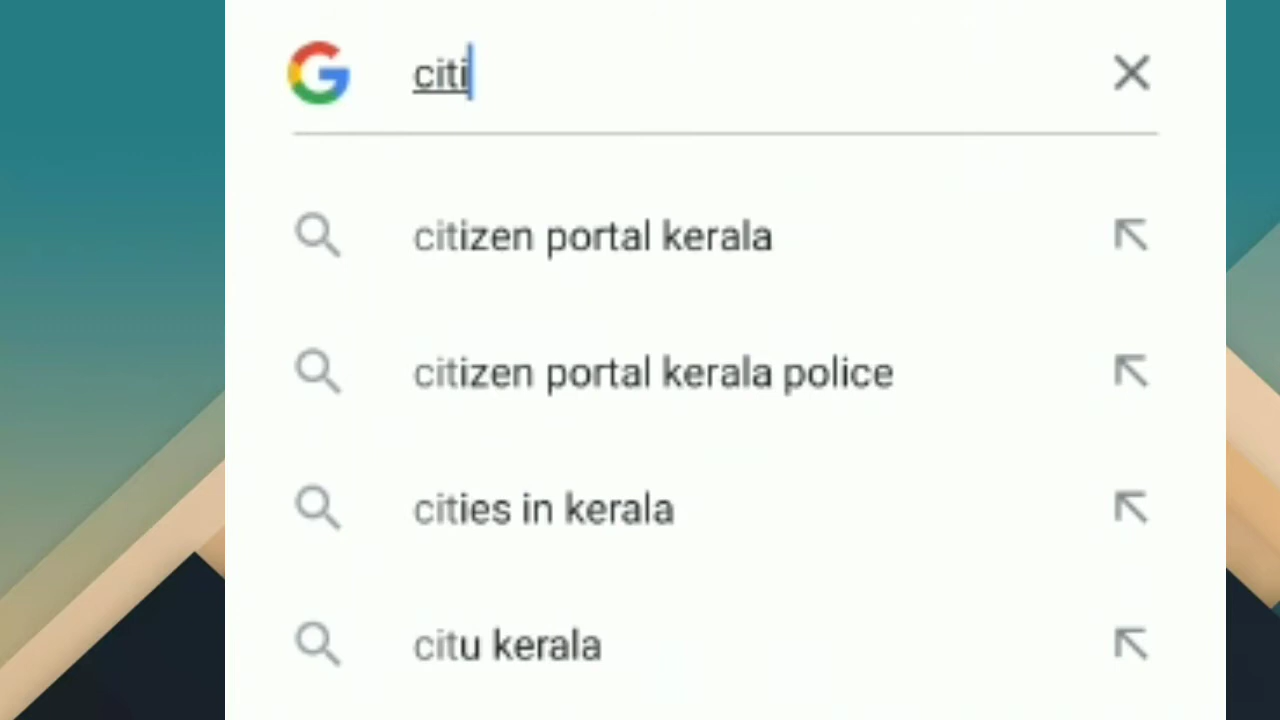 citi
citizen portal kerala
citizen portal kerala police
cities in kerala
citu kerala